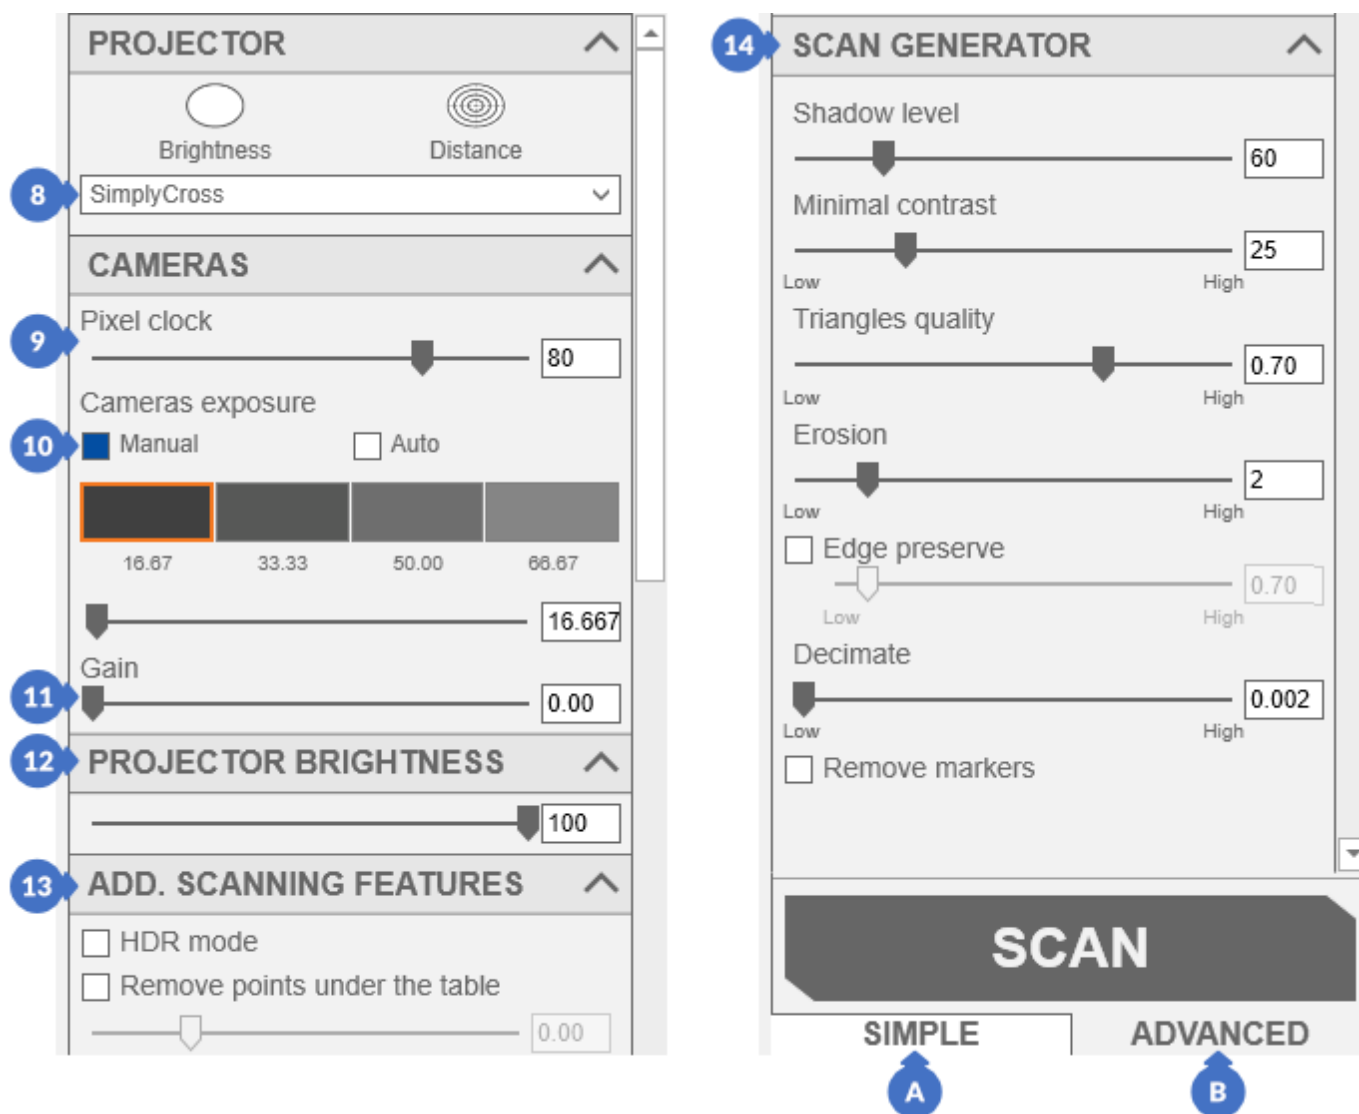 PROJECTOR
Brightness Distance
8
SimplyCross
CAMERAS
Pixel clock
9
80
Cameras exposure
10
Manual Auto
16.67 33.33 50.00 66.67
16.667
Gain
11
0.00
12
PROJECTOR BRIGHTNESS
100
13
ADD. SCANNING FEATURES
HDR mode
Remove points under the table
0.00
14
SCAN GENERATOR
Shadow level
60
Minimal contrast
25
Low High
Triangles quality
0.70
Low High
Erosion
2
Low High
Edge preserve
0.70
Low High
Decimate
0.002
Low High
Remove markers
SCAN
SIMPLE ADVANCED
A B